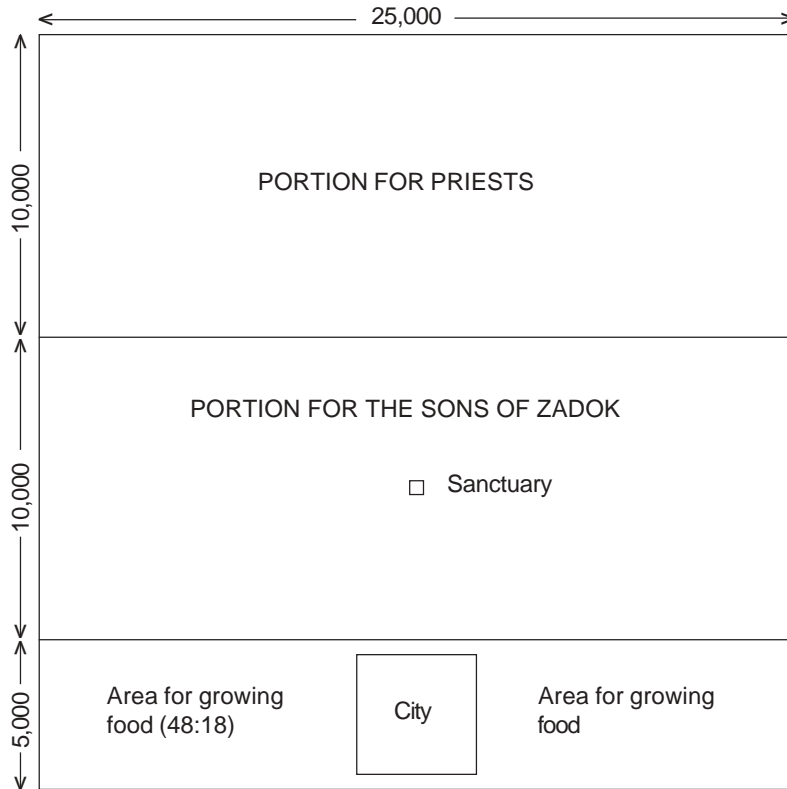 25,000
10,000
PORTION FOR PRIESTS
10,000
PORTION FOR THE SONS OF ZADOK
Sanctuary
5,000
Area for growing
food (48:18)
City
Area for growing
food